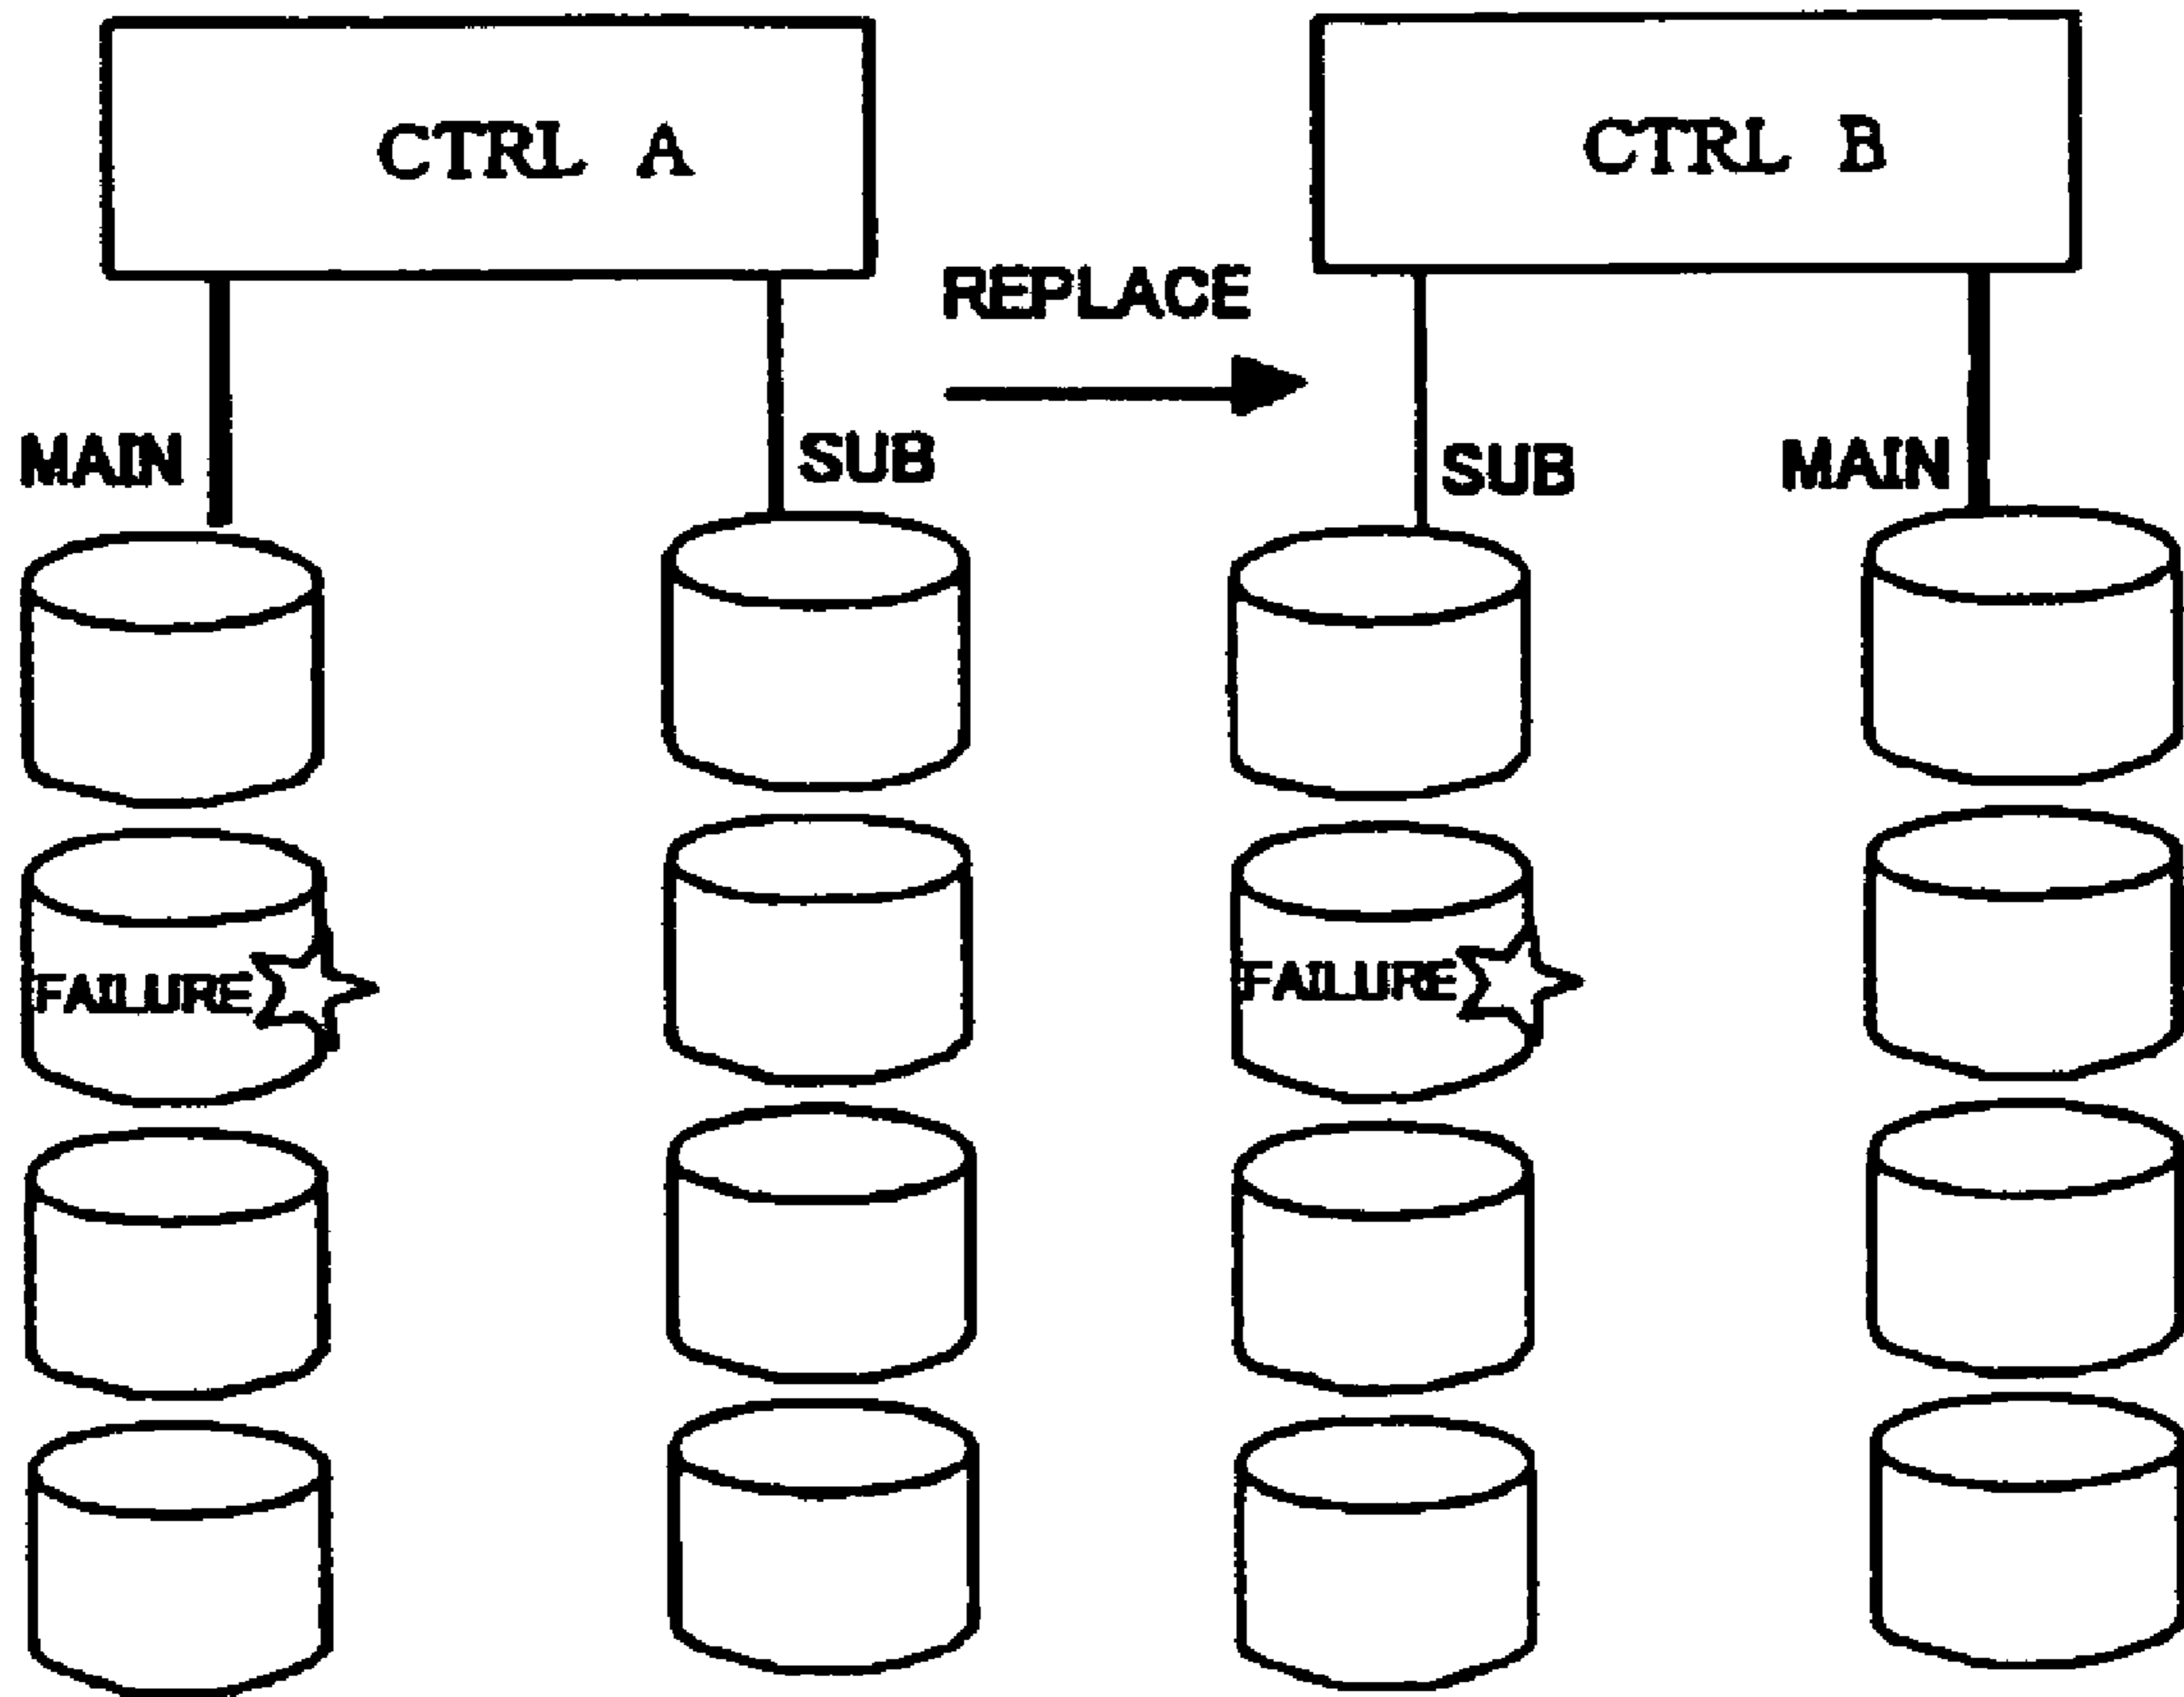 CTRL A
CTRL B
REPLACE
MAIN
SUB
SUB
MAIN
FAILURE
FAILURE